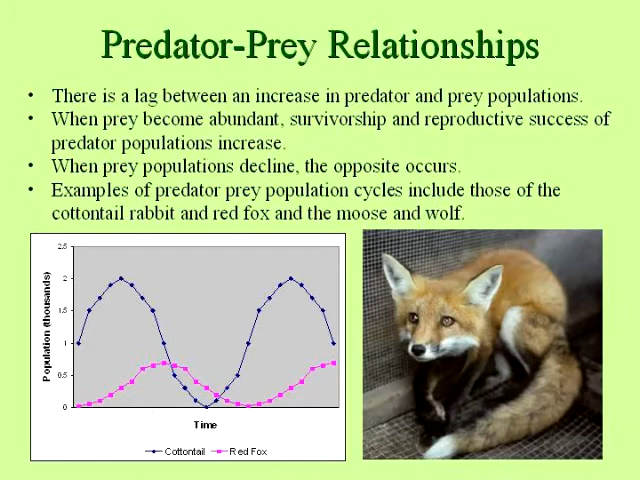 Predator-Prey Relationships
• There is a lag between an increase in predator and prey populations.
• When prey become abundant, survivorship and reproductive success of
predator populations increase.
• When prey populations decline, the opposite occurs.
• Examples of predator prey population cycles include those of the
cottontail rabbit and red fox and the moose and wolf.
Population (thousands)
2.5
2
1.5
1
0.5
0
Time
Cottontail Red Fox